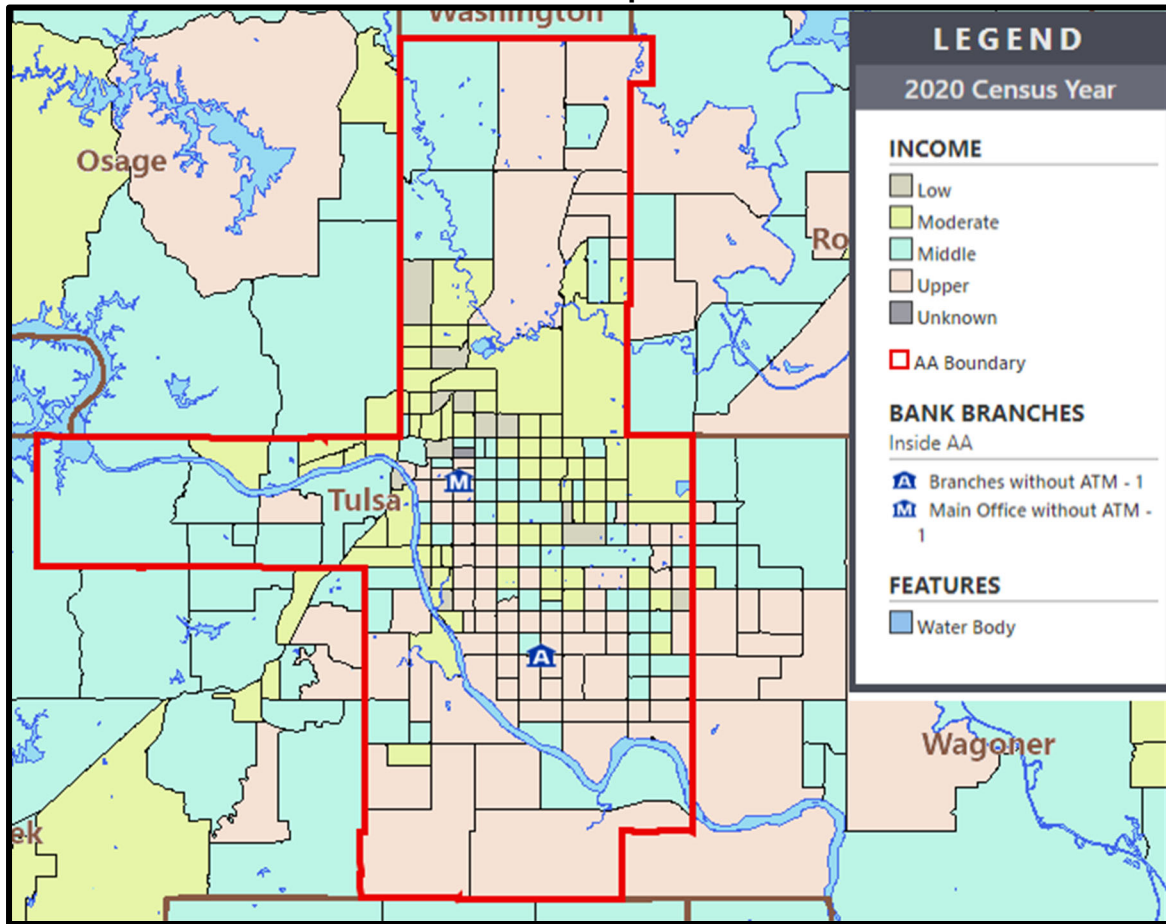 Washington
Osage
Ro
Tulsa
Wagoner
ek
LEGEND
2020 Census Year
INCOME
Low
Moderate
Middle
Upper
Unknown
AA Boundary
BANK BRANCHES
Inside AA
A Branches without ATM - 1
M Main Office without ATM -
1
FEATURES
Water Body
M
A